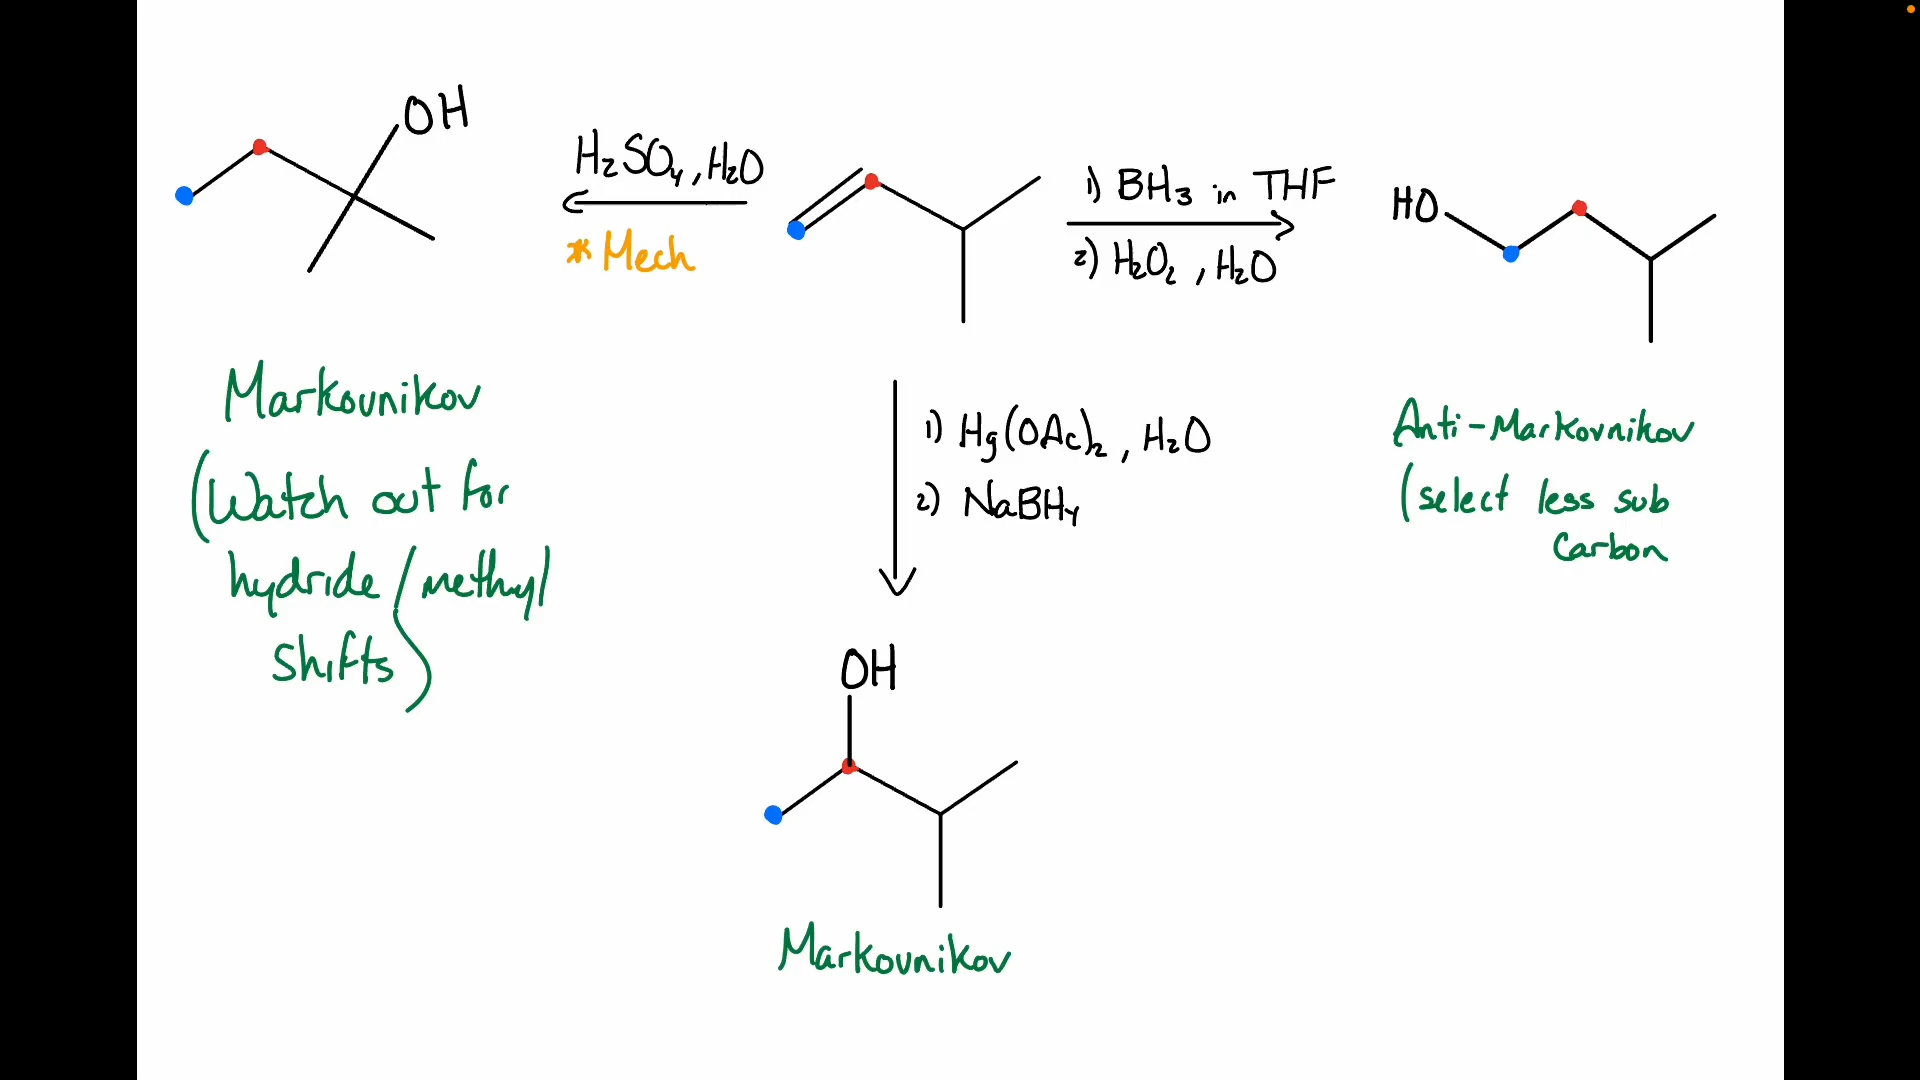 OH
H₂SO₄, H₂O
* Mech
1) BH₃ in THF
2) H₂O₂, H₂O
HO
Markovnikov
(Watch out for
hydride/methyl
shifts)
1) Hg(OAc)₂, H₂O
2) NaBH₄
Anti-Markovnikov
(select less sub
carbon
OH
Markovnikov